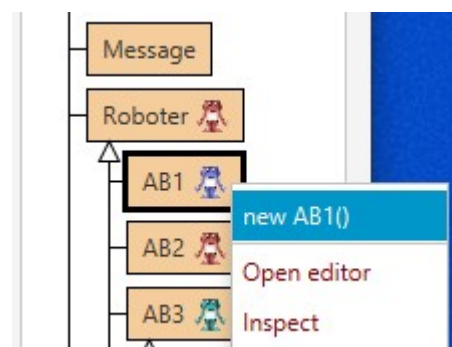 Message
Roboter
AB1
new AB1()
AB2
Open editor
AB3
Inspect